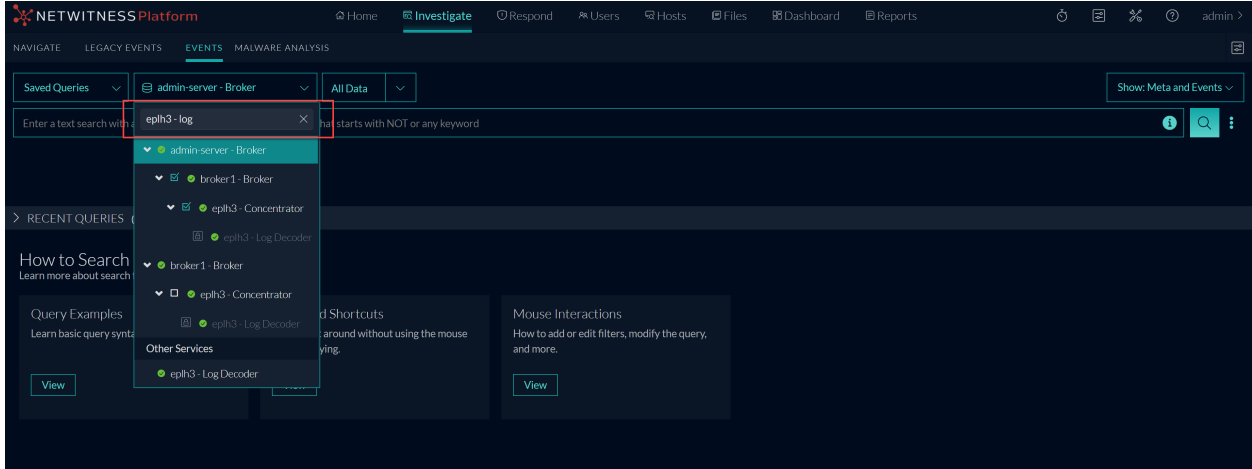 NETWITNESS Platform
Home
Investigate
Respond
Users
Hosts
Files
Dashboard
Reports
admin >
NAVIGATE
LEGACY EVENTS
EVENTS
MALWARE ANALYSIS
Saved Queries
admin-server - Broker
All Data
Show: Meta and Events
Enter a text search with
eplh3 - log
that starts with NOT or any keyword
admin-server - Broker
broker1 - Broker
eplh3 - Concentrator
eplh3 - Log Decoder
broker1 - Broker
eplh3 - Concentrator
eplh3 - Log Decoder
Other Services
eplh3 - Log Decoder
> RECENT QUERIES (
How to Search
Learn more about search
Query Examples
Learn basic query synta
View
d Shortcuts
around without using the mouse
ying.
Mouse Interactions
How to add or edit filters, modify the query,
and more.
View